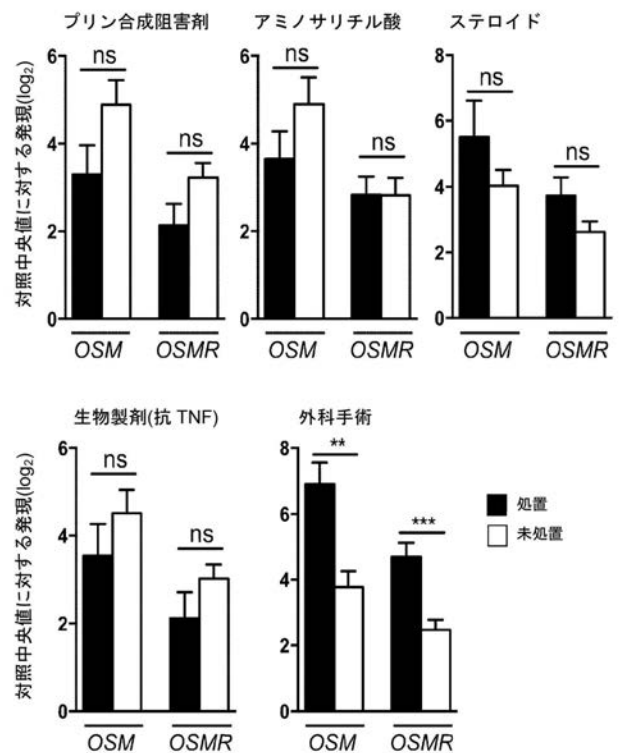 プリン合成阻害剤
アミノサリチル酸
ステロイド
対照中央値に対する発現(log₂)
6
4
2
0
ns
ns
OSM
OSMR
6
4
2
0
ns
ns
OSM
OSMR
8
6
4
2
0
ns
ns
OSM
OSMR
生物製剤(抗 TNF)
外科手術
対照中央値に対する発現(log₂)
6
4
2
0
ns
ns
OSM
OSMR
8
6
4
2
0
**
***
OSM
OSMR
処置
未処置